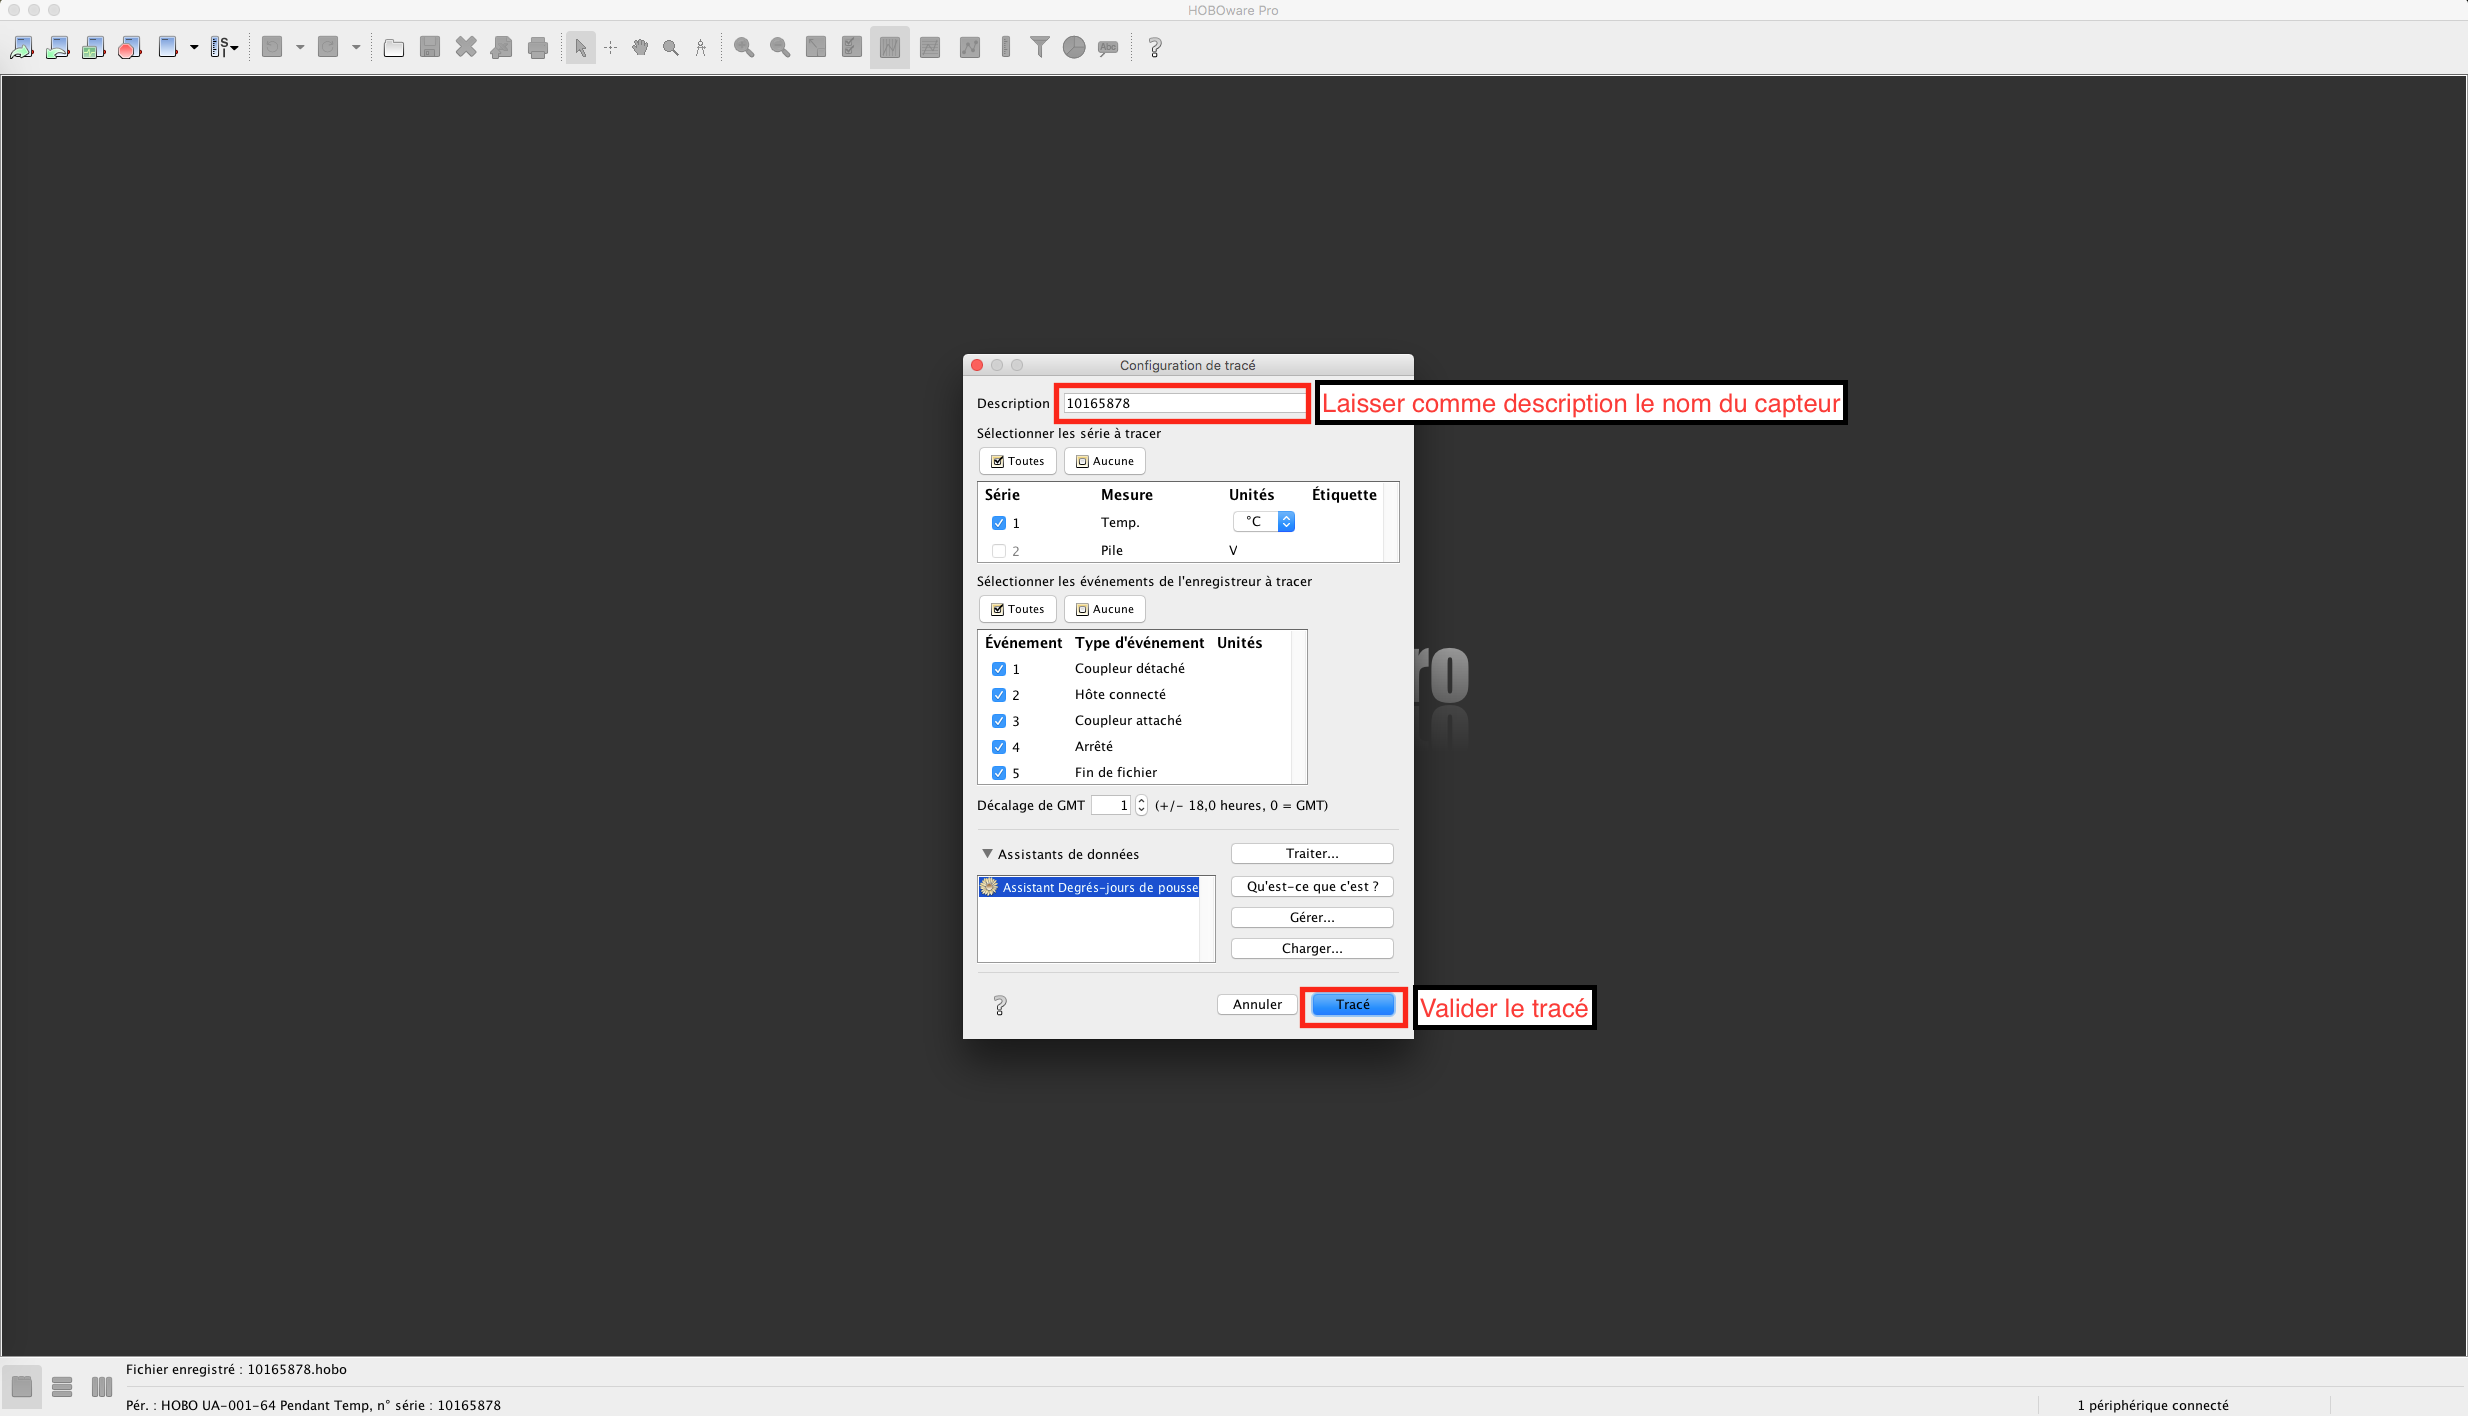 HOBOware Pro
Configuration de tracé
Description 10165878
Laisser comme description le nom du capteur
Sélectionner les série à tracer
Toutes Aucune
Série Mesure Unités Étiquette
1 Temp. °C
2 Pile V
Sélectionner les événements de l'enregistreur à tracer
Toutes Aucune
Événement Type d'événement Unités
1 Coupleur détaché
2 Hôte connecté
3 Coupleur attaché
4 Arrêté
5 Fin de fichier
ro
Décalage de GMT 1 (+/- 18,0 heures, 0 = GMT)
Assistants de données Traiter...
Assistant Degrés-jours de pousse Qu'est-ce que c'est ?
Gérer...
Charger...
Annuler Tracé
Valider le tracé
Fichier enregistré : 10165878.hobo
Pér. : HOBO UA-001-64 Pendant Temp, n° série : 10165878
1 périphérique connecté